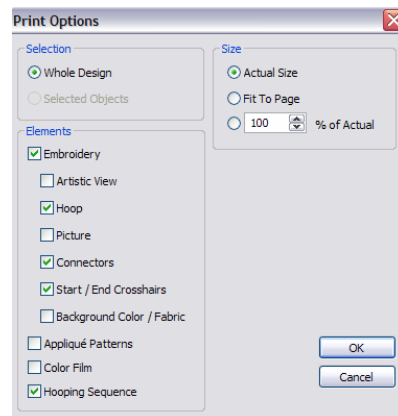 Print Options
Selection
Whole Design
Selected Objects
Size
Actual Size
Fit To Page
100 % of Actual
Elements
Embroidery
Artistic View
Hoop
Picture
Connectors
Start / End Crosshairs
Background Color / Fabric
Appliqué Patterns
Color Film
Hooping Sequence
OK
Cancel